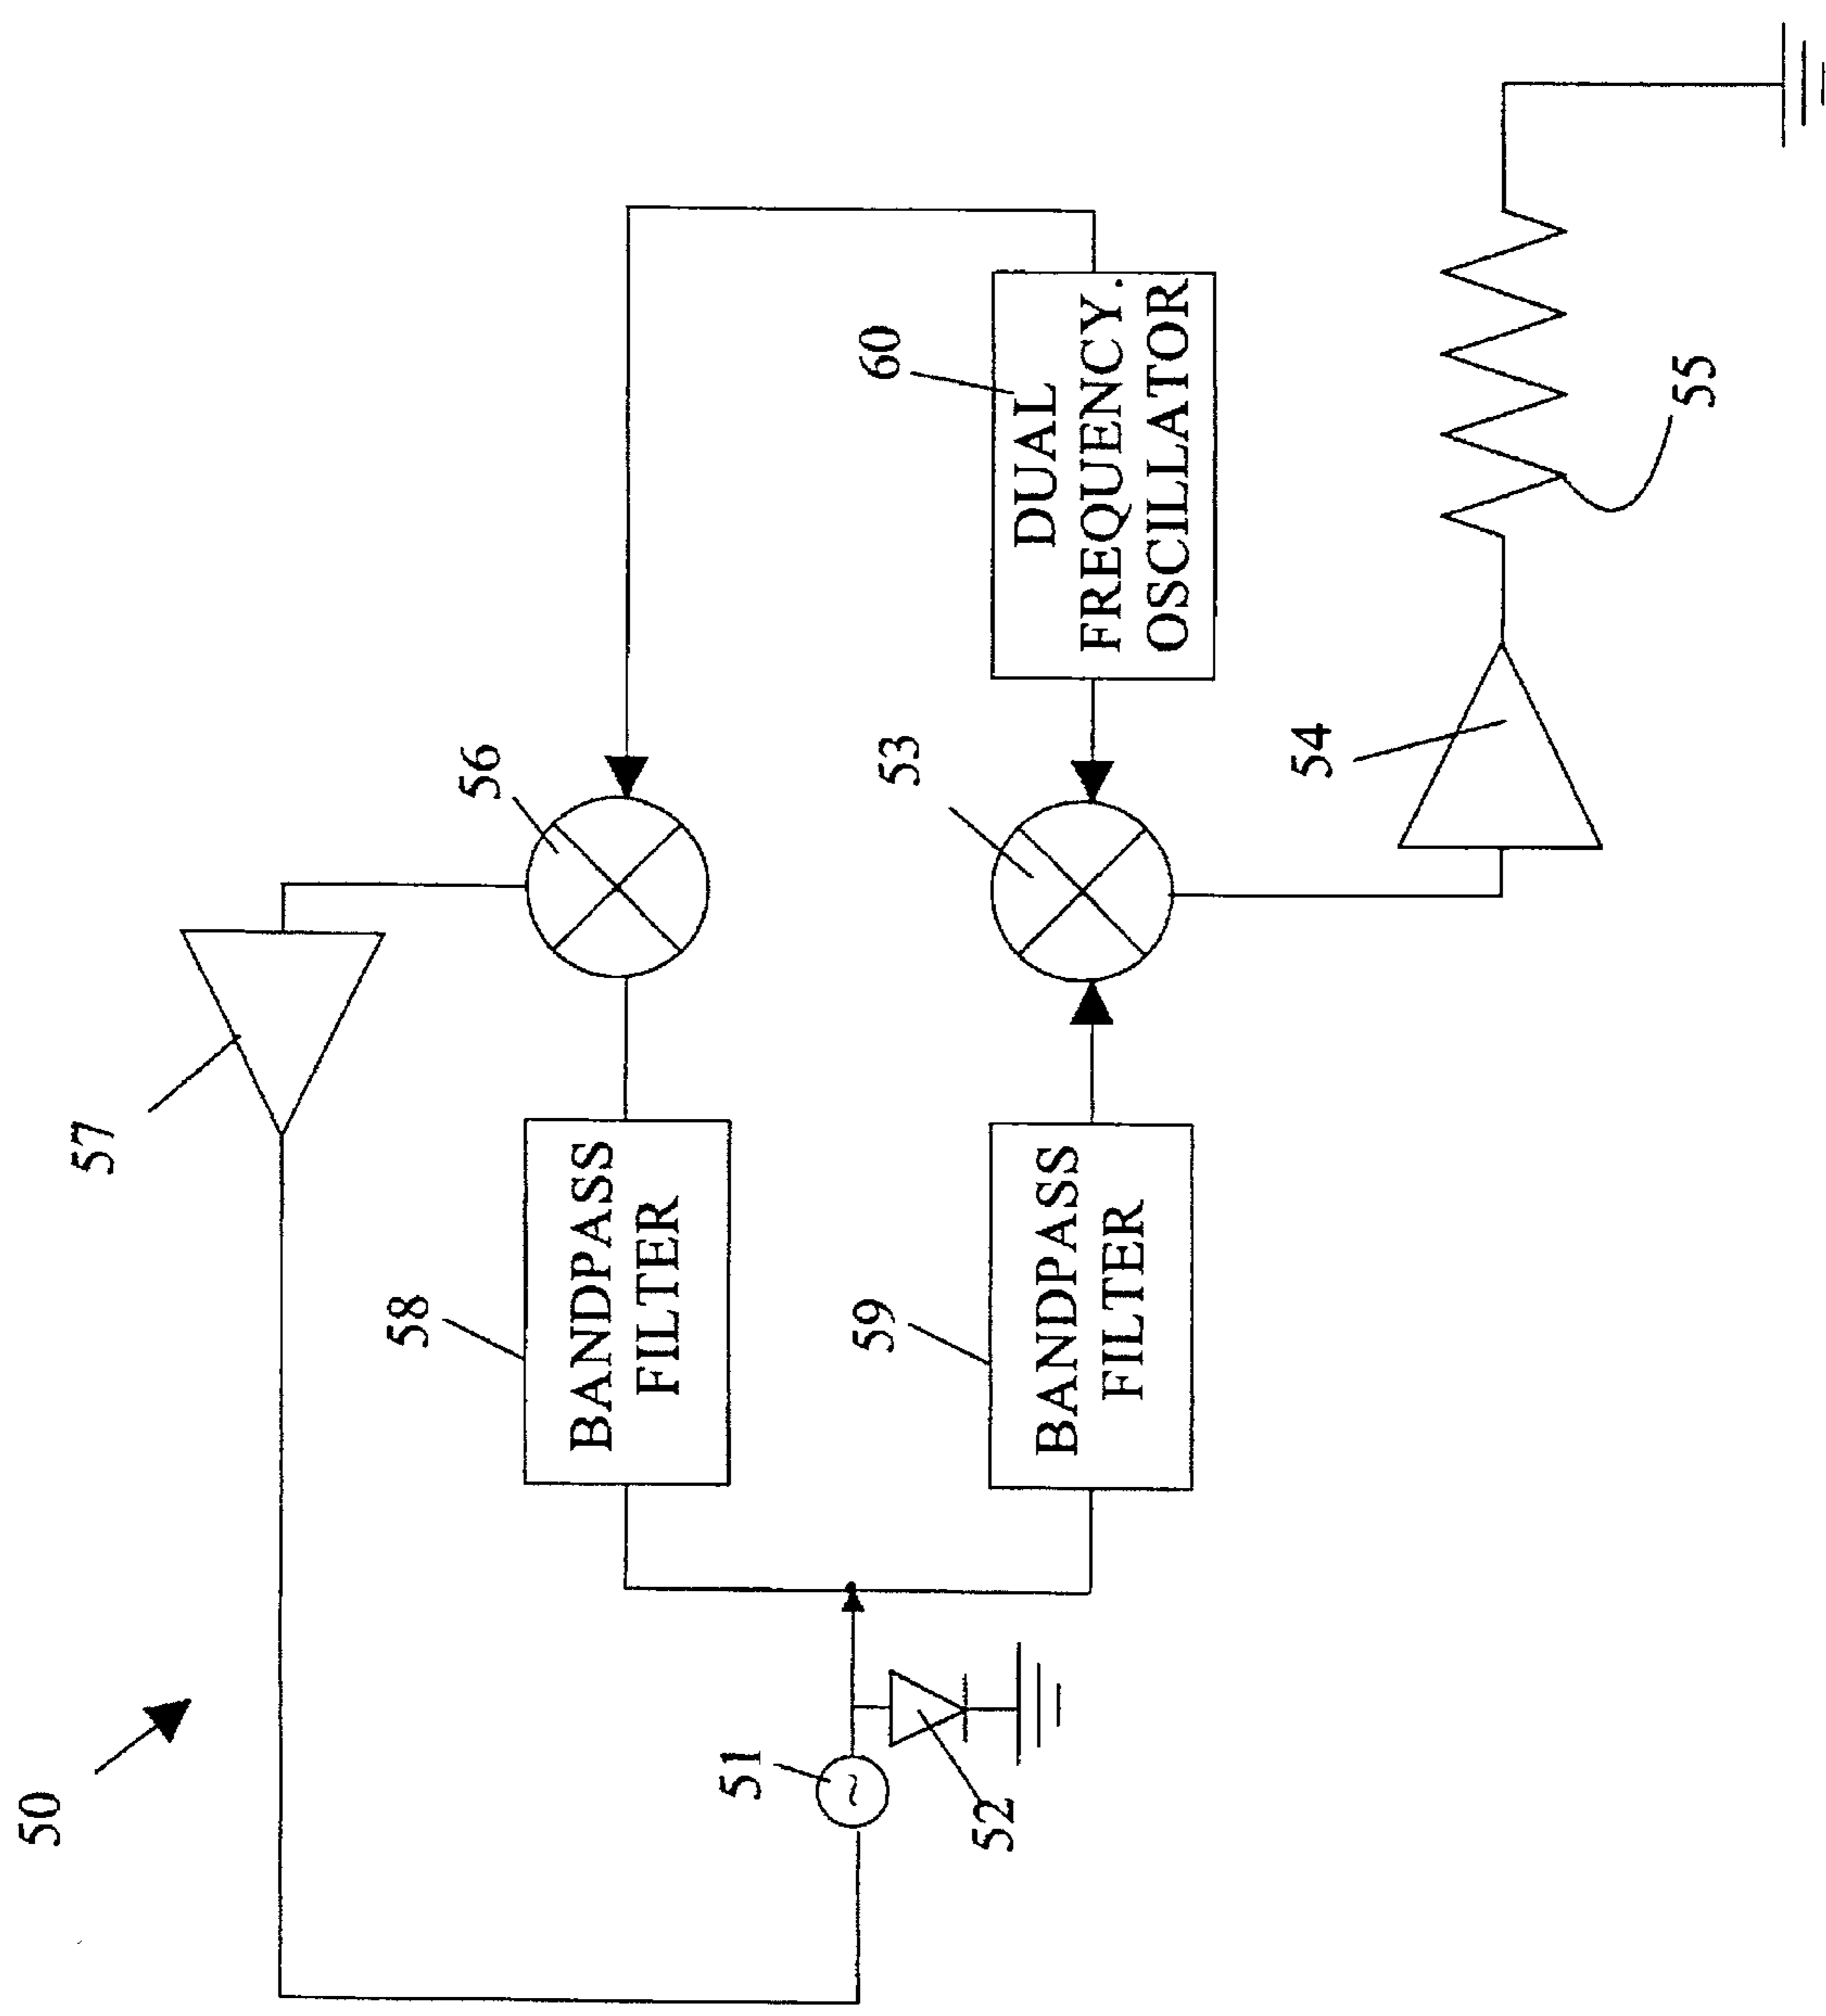 50
57
58
56
BANDPASS
FILTER
51
59
53
60
52
BANDPASS
FILTER
DUAL
FREQUENCY.
OSCILLATOR
54
55